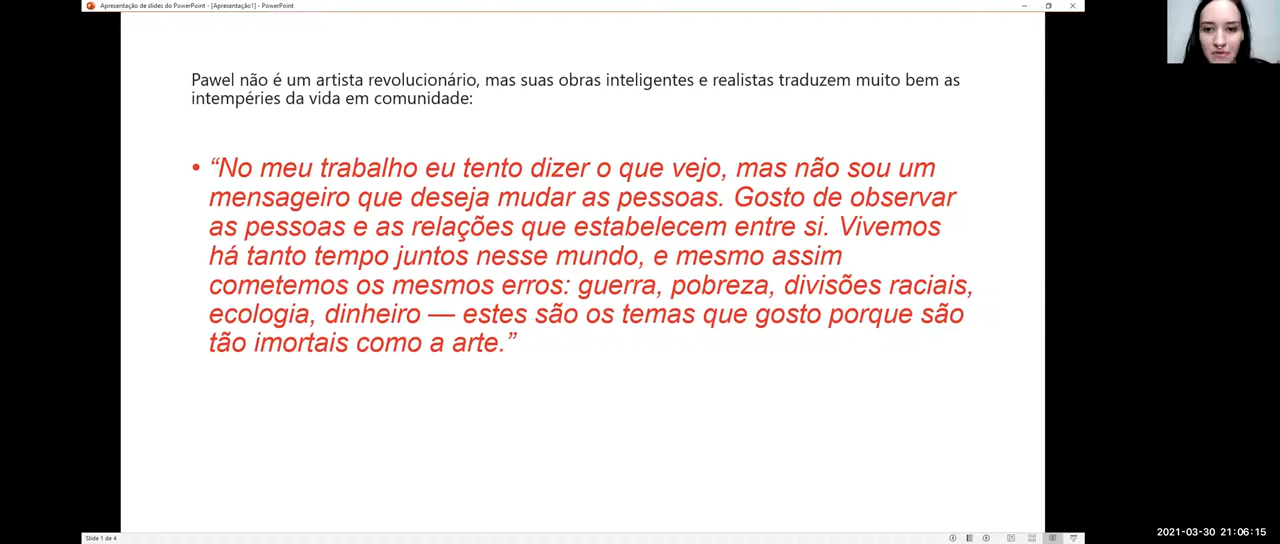 Apresentação de slides do PowerPoint - [Apresentação1] - PowerPoint
Pawel não é um artista revolucionário, mas suas obras inteligentes e realistas traduzem muito bem as
intempéries da vida em comunidade:
• “No meu trabalho eu tento dizer o que vejo, mas não sou um
mensageiro que deseja mudar as pessoas. Gosto de observar
as pessoas e as relações que estabelecem entre si. Vivemos
há tanto tempo juntos nesse mundo, e mesmo assim
cometemos os mesmos erros: guerra, pobreza, divisões raciais,
ecologia, dinheiro — estes são os temas que gosto porque são
tão imortais como a arte.”
Slide 1 de 4
2021-03-30 21:06:15